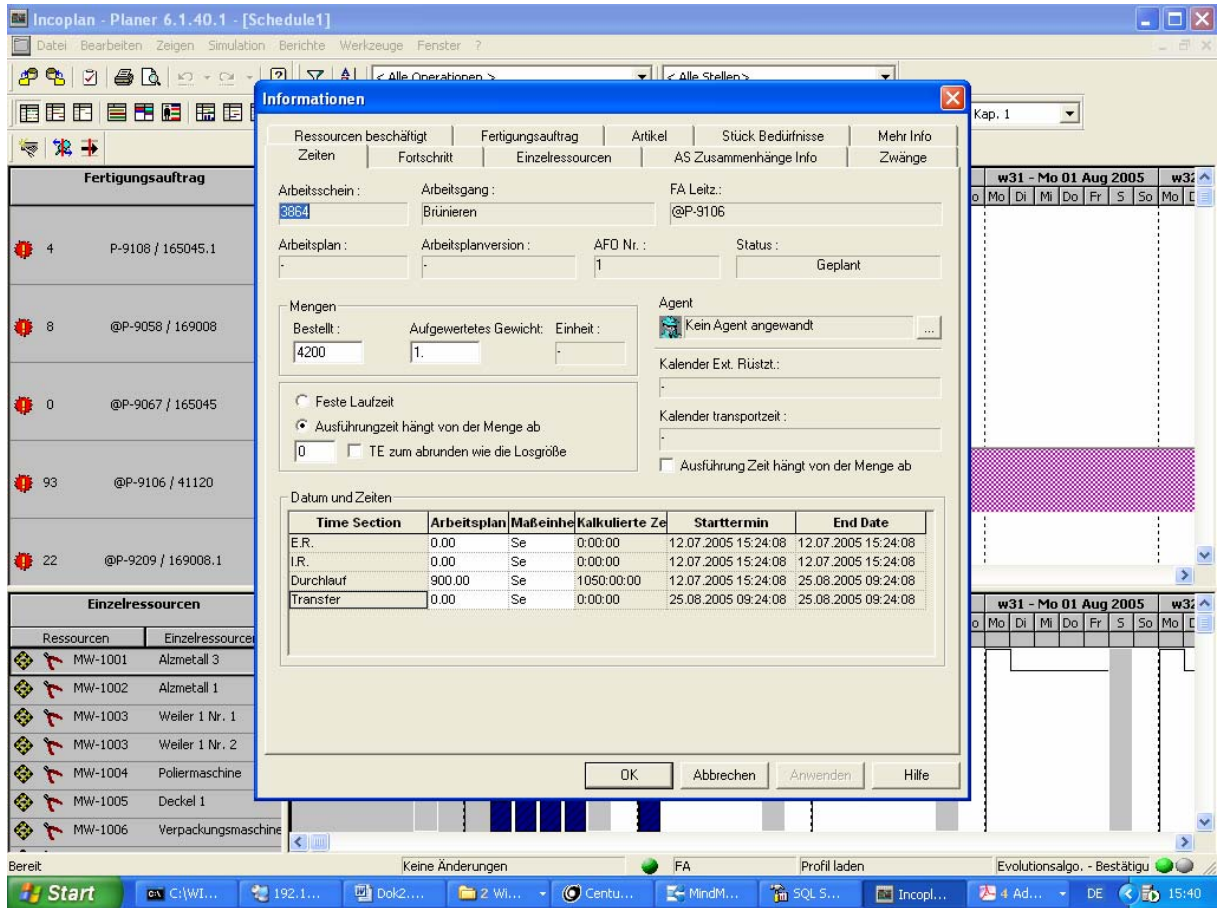 Incoplan - Planer 6.1.40.1 - [Schedule1]
Datei Bearbeiten Zeigen Simulation Berichte Werkzeuge Fenster ?
< Alle Operationen > < Alle Stellen>
Kap. 1
Informationen
Ressourcen beschäftigt Fertigungsauftrag Artikel Stück Bedürfnisse Mehr Info
Zeiten Fortschritt Einzelressourcen AS Zusammenhänge Info Zwänge
Arbeitsschein : Arbeitsgang : FA Leitz.:
3864 Brünieren @P-9106
Arbeitsplan : Arbeitsplanversion : AFO Nr. : Status :
- - 1 Geplant
Mengen
Bestellt : Aufgewertetes Gewicht: Einheit :
4200 1. -
Agent
Kein Agent angewandt ...
Kalender Ext. Rüstzt.:
-
Feste Laufzeit
Ausführungzeit hängt von der Menge ab
0 TE zum abrunden wie die Losgröße
Kalender transportzeit :
-
Ausführung Zeit hängt von der Menge ab
Datum und Zeiten
Time Section Arbeitsplan Maßeinhe Kalkulierte Ze Starttermin End Date
E.R. 0.00 Se 0:00:00 12.07.2005 15:24:08 12.07.2005 15:24:08
I.R. 0.00 Se 0:00:00 12.07.2005 15:24:08 12.07.2005 15:24:08
Durchlauf 900.00 Se 1050:00:00 12.07.2005 15:24:08 25.08.2005 09:24:08
Transfer 0.00 Se 0:00:00 25.08.2005 09:24:08 25.08.2005 09:24:08
OK Abbrechen Anwenden Hilfe
Fertigungsauftrag
4 P-9108 / 165045.1
8 @P-9058 / 169008
0 @P-9067 / 165045
93 @P-9106 / 41120
22 @P-9209 / 169008.1
w31 - Mo 01 Aug 2005 w32
o Mo Di Mi Do Fr S So Mo D
Einzelressourcen
Ressourcen Einzelressourcen
MW-1001 Alzmetall 3
MW-1002 Alzmetall 1
MW-1003 Weiler 1 Nr. 1
MW-1003 Weiler 1 Nr. 2
MW-1004 Poliermaschine
MW-1005 Deckel 1
MW-1006 Verpackungsmaschine
w31 - Mo 01 Aug 2005 w32
o Mo Di Mi Do Fr S So Mo D
Bereit Keine Änderungen FA Profil laden Evolutionsalgo. - Bestätigu
Start C:\WI... 192.1... Dok2.... 2 Wi... Centu... MindM... SQL S... Incopl... 4 Ad... DE 15:40